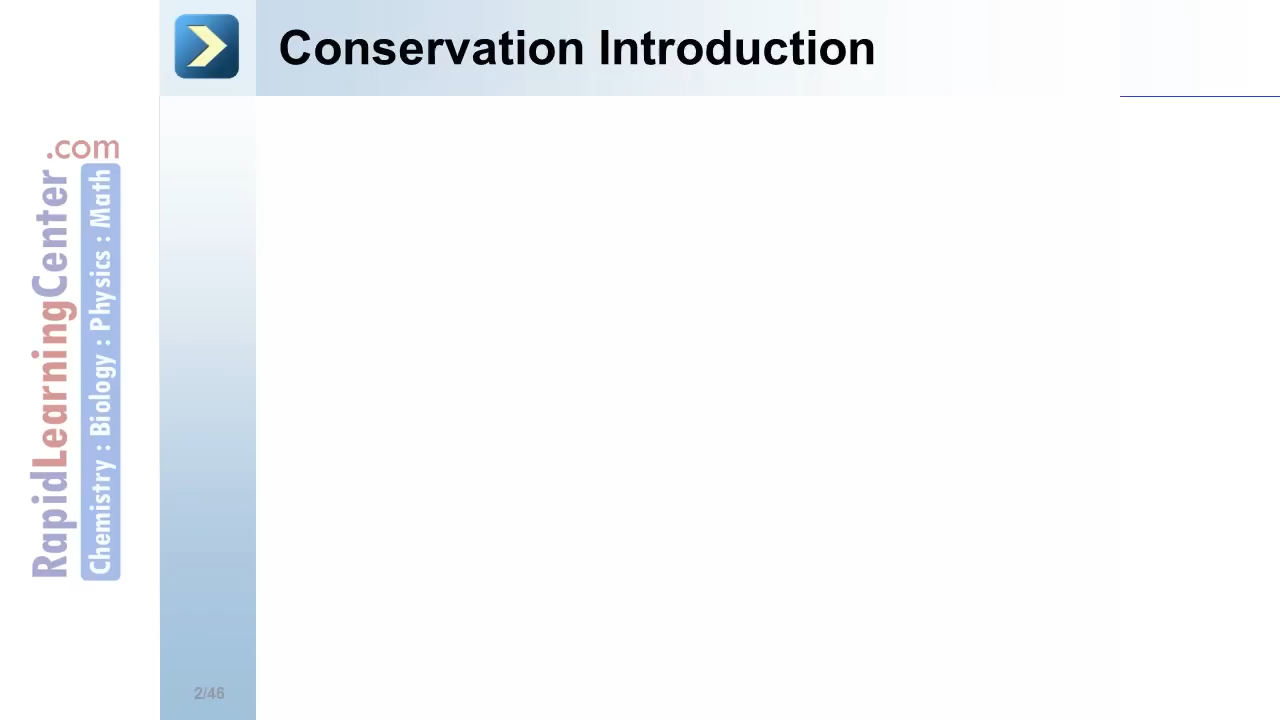 Conservation Introduction
RapidLearningCenter
.com
Chemistry : Biology : Physics : Math
2/46